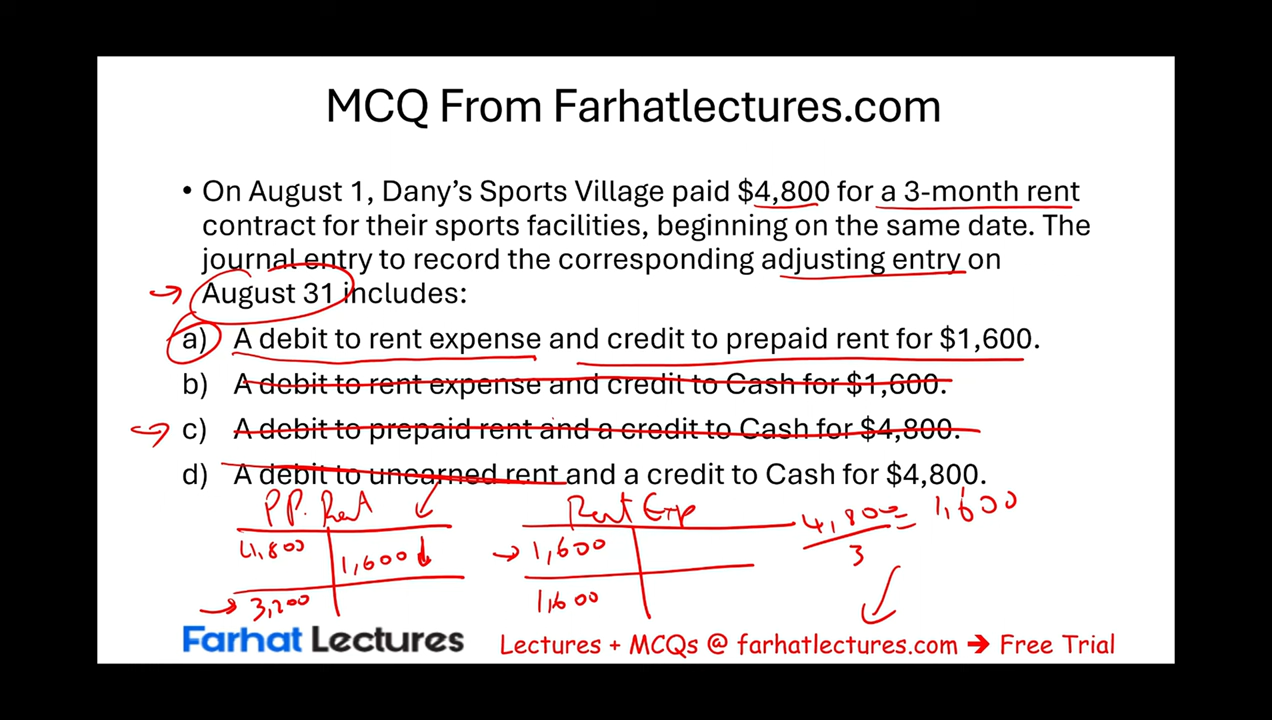 MCQ From Farhatlectures.com
• On August 1, Dany's Sports Village paid $4,800 for a 3-month rent
contract for their sports facilities, beginning on the same date. The
journal entry to record the corresponding adjusting entry on
August 31 includes:
a) A debit to rent expense and credit to prepaid rent for $1,600.
b) A debit to rent expense and credit to Cash for $1,600.
c) A debit to prepaid rent and a credit to Cash for $4,800.
d) A debit to unearned rent and a credit to Cash for $4,800.
P.P. Rent Rent Exp 4,800 = 1,600
4,800 1,600 1,600 3
3,200 1,600
Farhat Lectures Lectures + MCQs @ farhatlectures.com → Free Trial